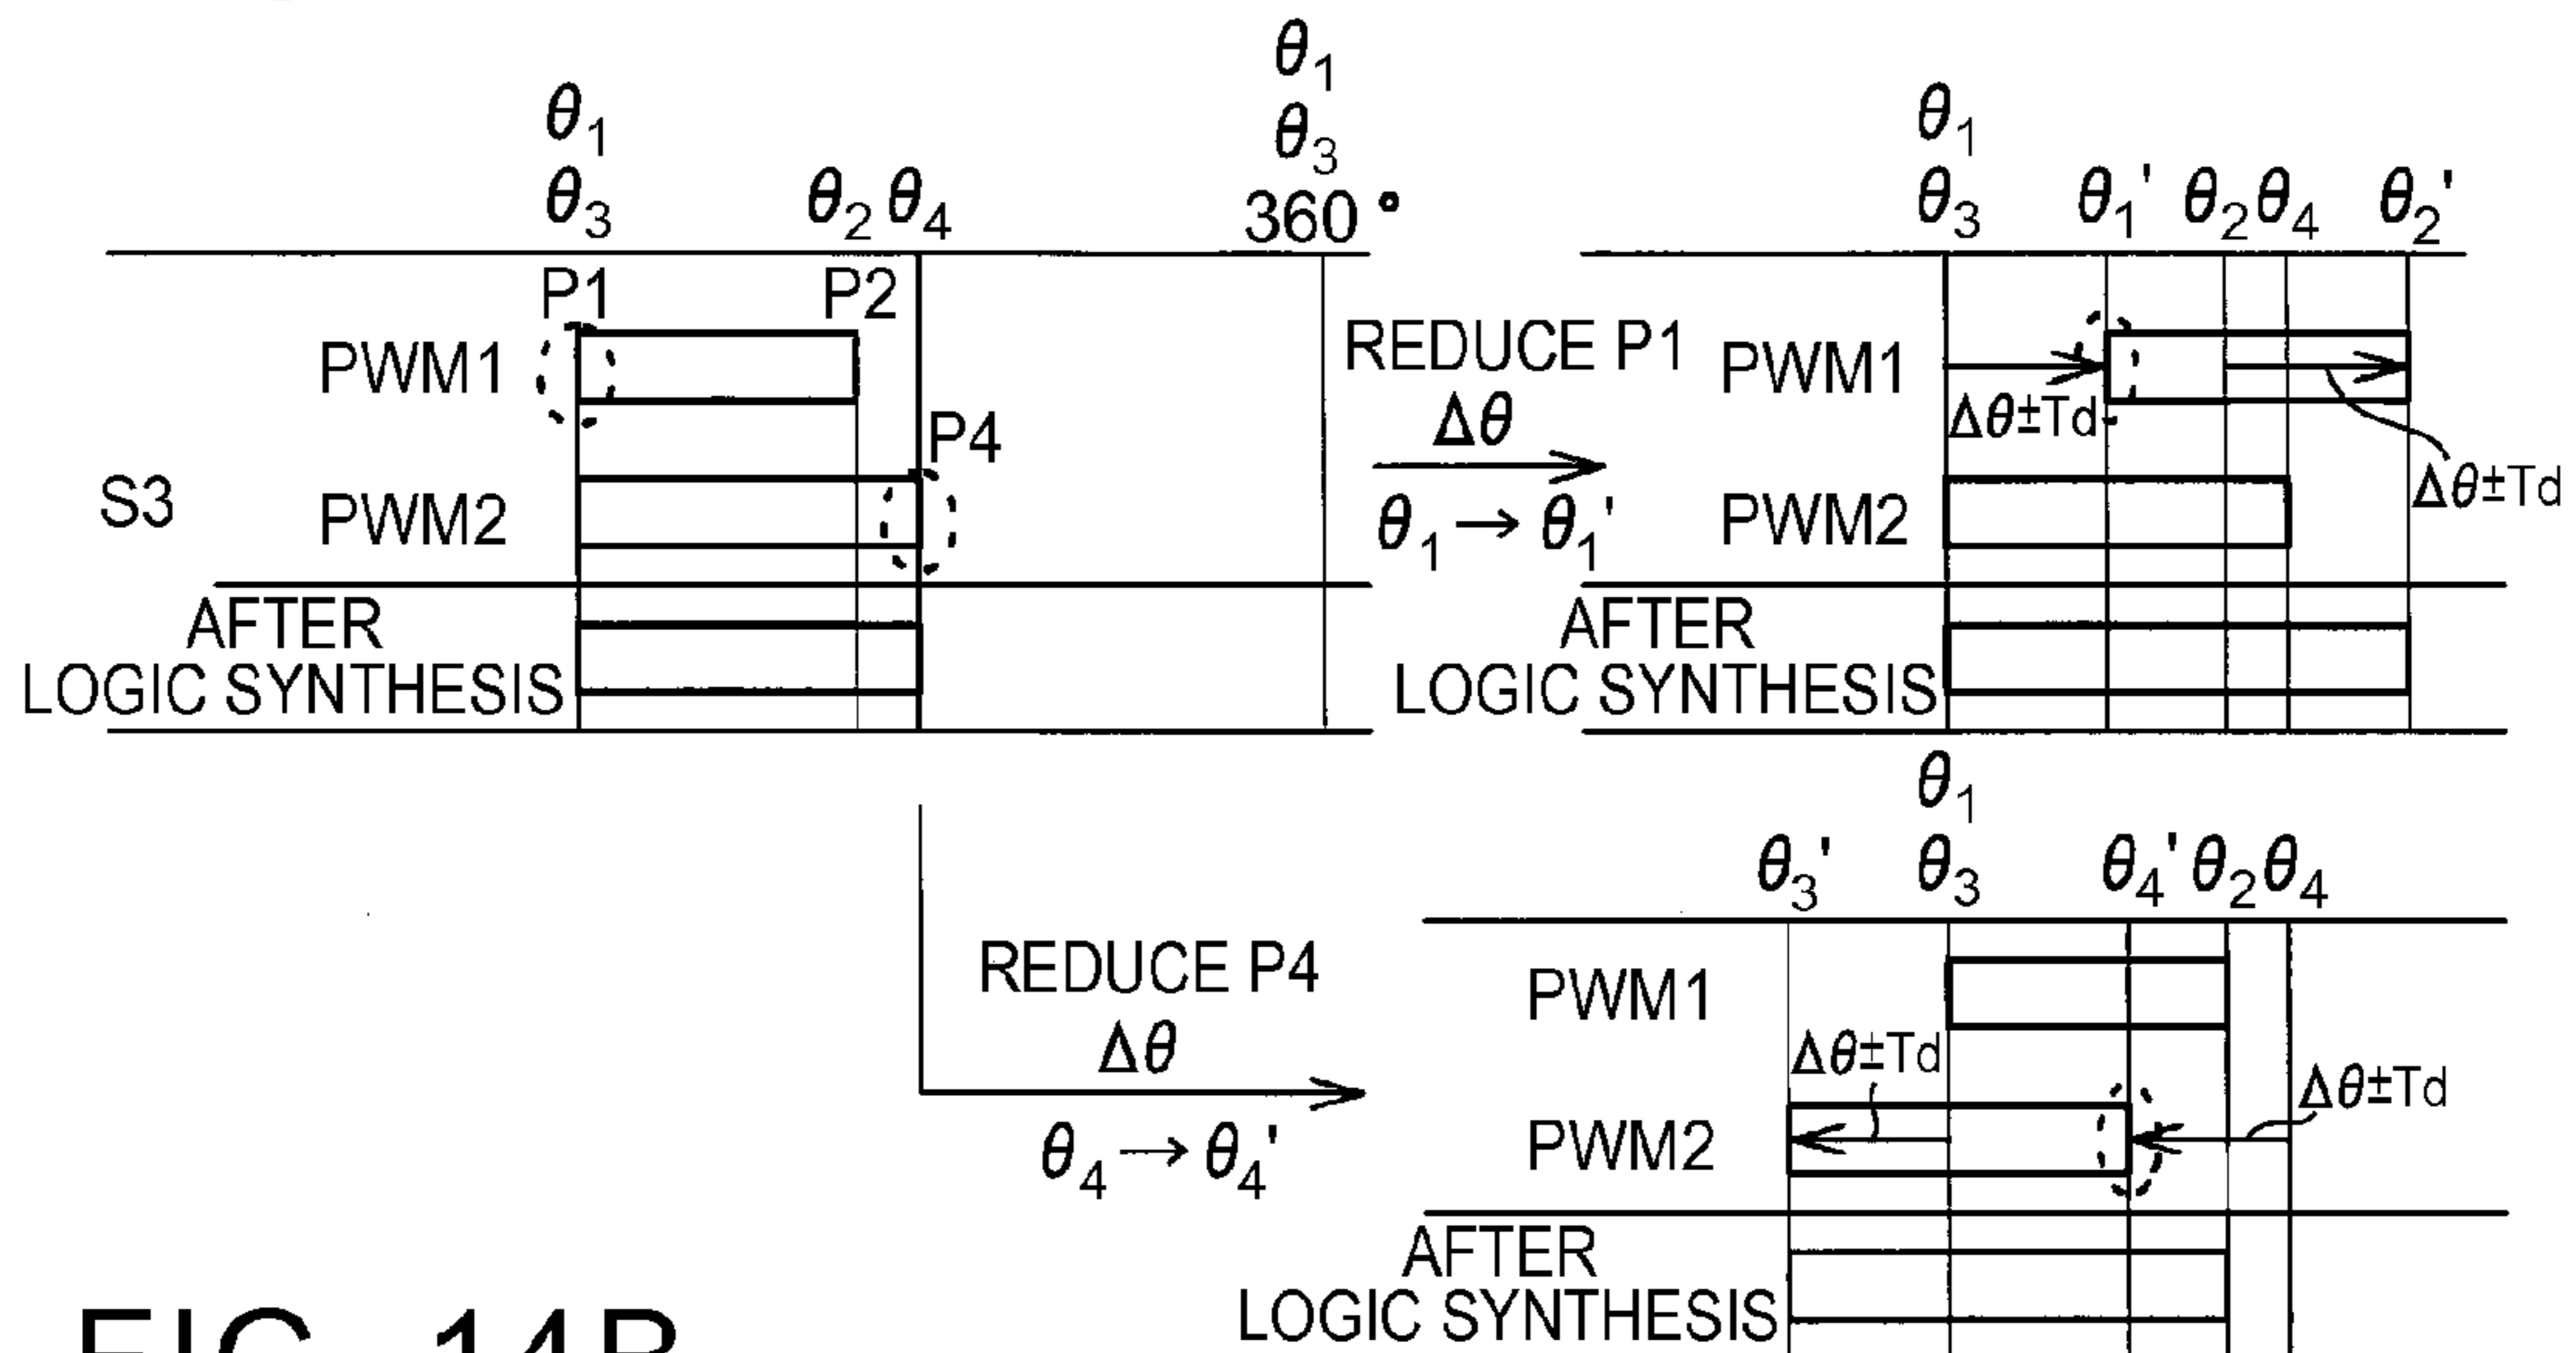 θ1
θ3
θ2 θ4
θ1
θ3
360°
P1
P2
PWM1
P4
S3
PWM2
AFTER
LOGIC SYNTHESIS
REDUCE P1
Δθ
θ1 → θ1'
θ1
θ3
θ1' θ2 θ4 θ2'
PWM1
Δθ±Td
Δθ±Td
PWM2
AFTER
LOGIC SYNTHESIS
REDUCE P4
Δθ
θ4 → θ4'
θ1
θ3' θ3 θ4' θ2 θ4
PWM1
Δθ±Td
Δθ±Td
PWM2
AFTER
LOGIC SYNTHESIS
FIG. 14B